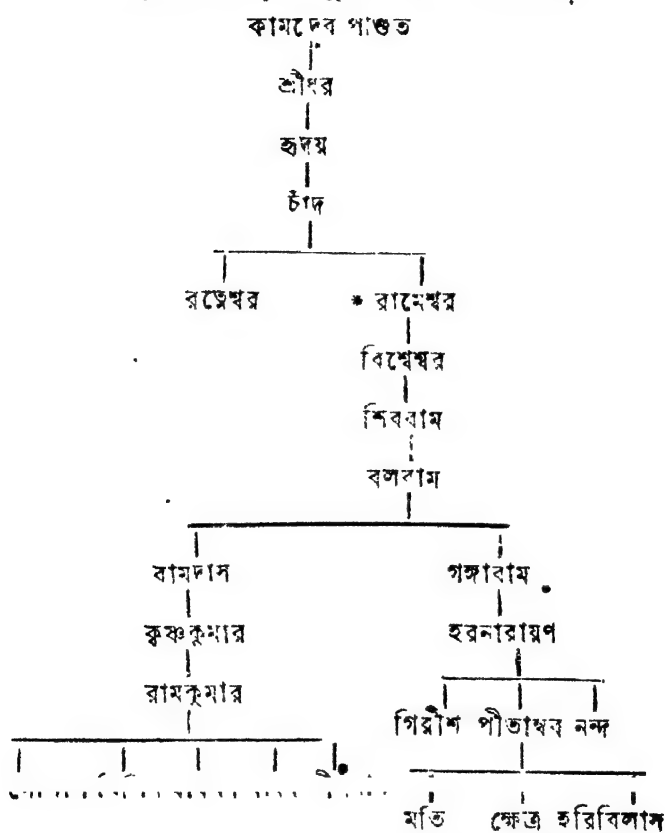 কামদেব পণ্ডিত
শ্রীধর
হৃদয়
চাঁদ
রত্নেশ্বর * রামেশ্বর
বিশ্বেশ্বর
শিবরাম
বলরাম
রামদাস গঙ্গারাম
কৃষ্ণকুমার হরনারায়ণ
রামকুমার
গিরীশ পীতাম্বর নন্দ
মতি ক্ষেত্র হরিবিলাস